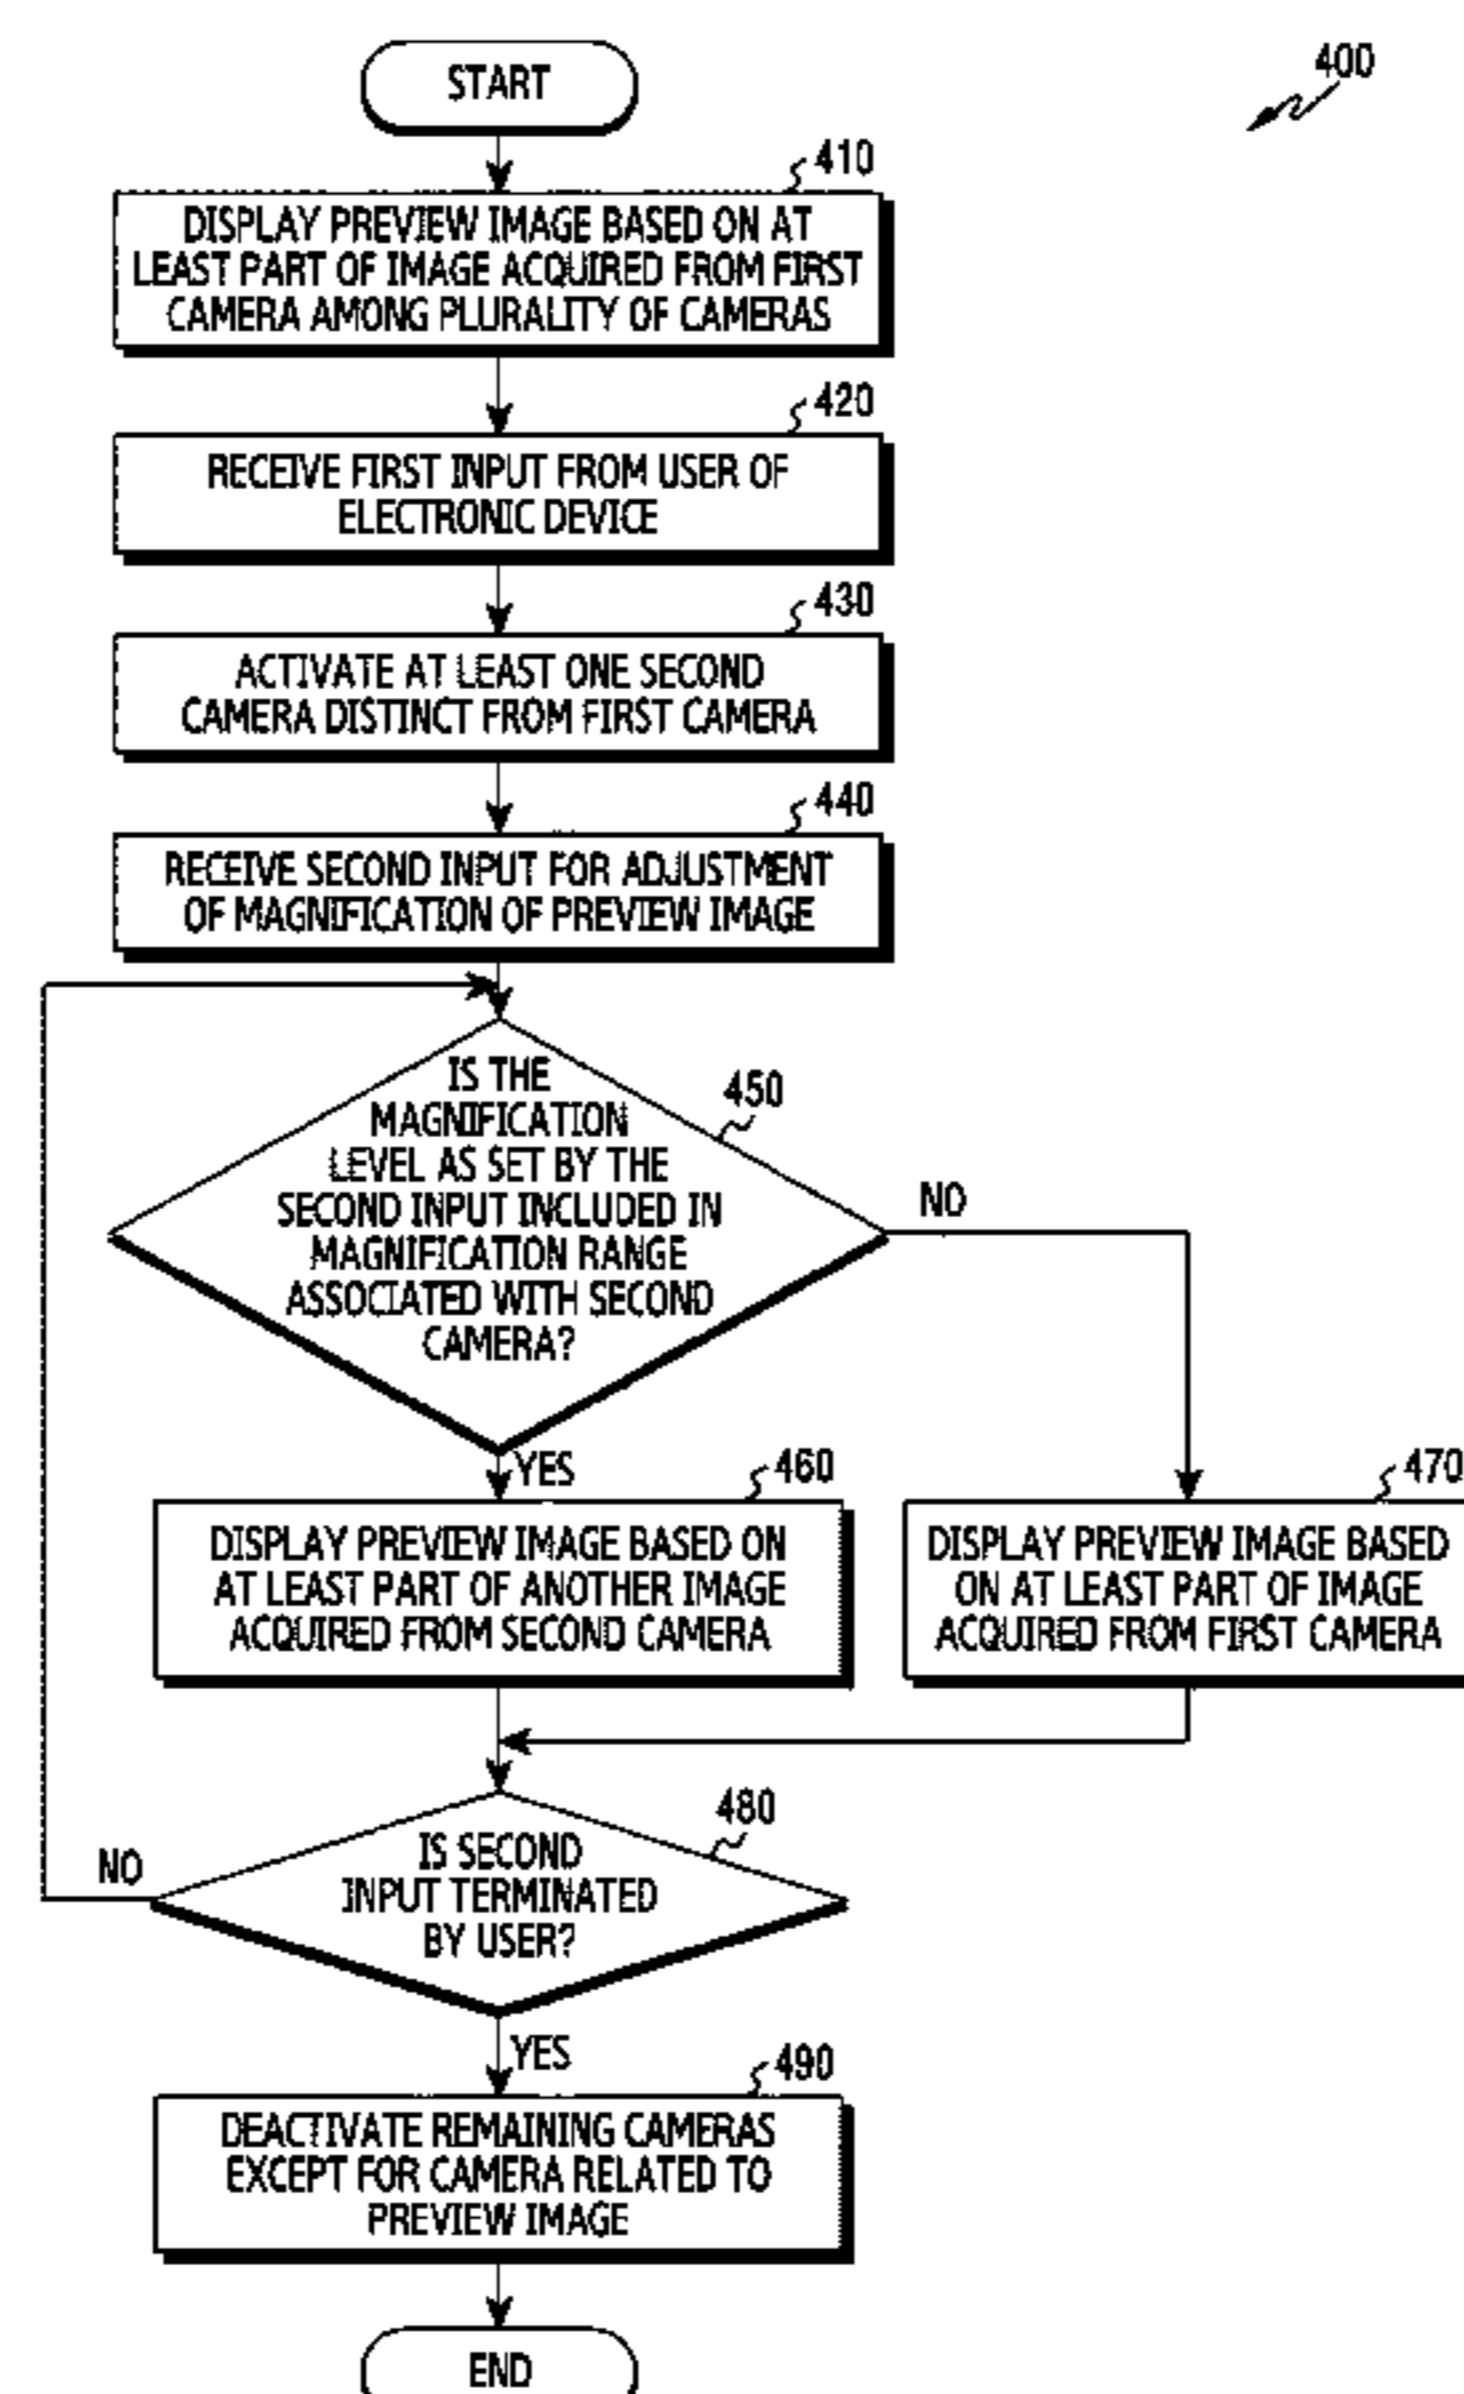 START
400
410
DISPLAY PREVIEW IMAGE BASED ON AT
LEAST PART OF IMAGE ACQUIRED FROM FIRST
CAMERA AMONG PLURALITY OF CAMERAS
420
RECEIVE FIRST INPUT FROM USER OF
ELECTRONIC DEVICE
430
ACTIVATE AT LEAST ONE SECOND
CAMERA DISTINCT FROM FIRST CAMERA
440
RECEIVE SECOND INPUT FOR ADJUSTMENT
OF MAGNIFICATION OF PREVIEW IMAGE
450
IS THE
MAGNIFICATION
LEVEL AS SET BY THE
SECOND INPUT INCLUDED IN
MAGNIFICATION RANGE
ASSOCIATED WITH SECOND
CAMERA?
NO
YES
460
DISPLAY PREVIEW IMAGE BASED ON
AT LEAST PART OF ANOTHER IMAGE
ACQUIRED FROM SECOND CAMERA
470
DISPLAY PREVIEW IMAGE BASED
ON AT LEAST PART OF IMAGE
ACQUIRED FROM FIRST CAMERA
480
IS SECOND
INPUT TERMINATED
BY USER?
NO
YES
490
DEACTIVATE REMAINING CAMERAS
EXCEPT FOR CAMERA RELATED TO
PREVIEW IMAGE
END